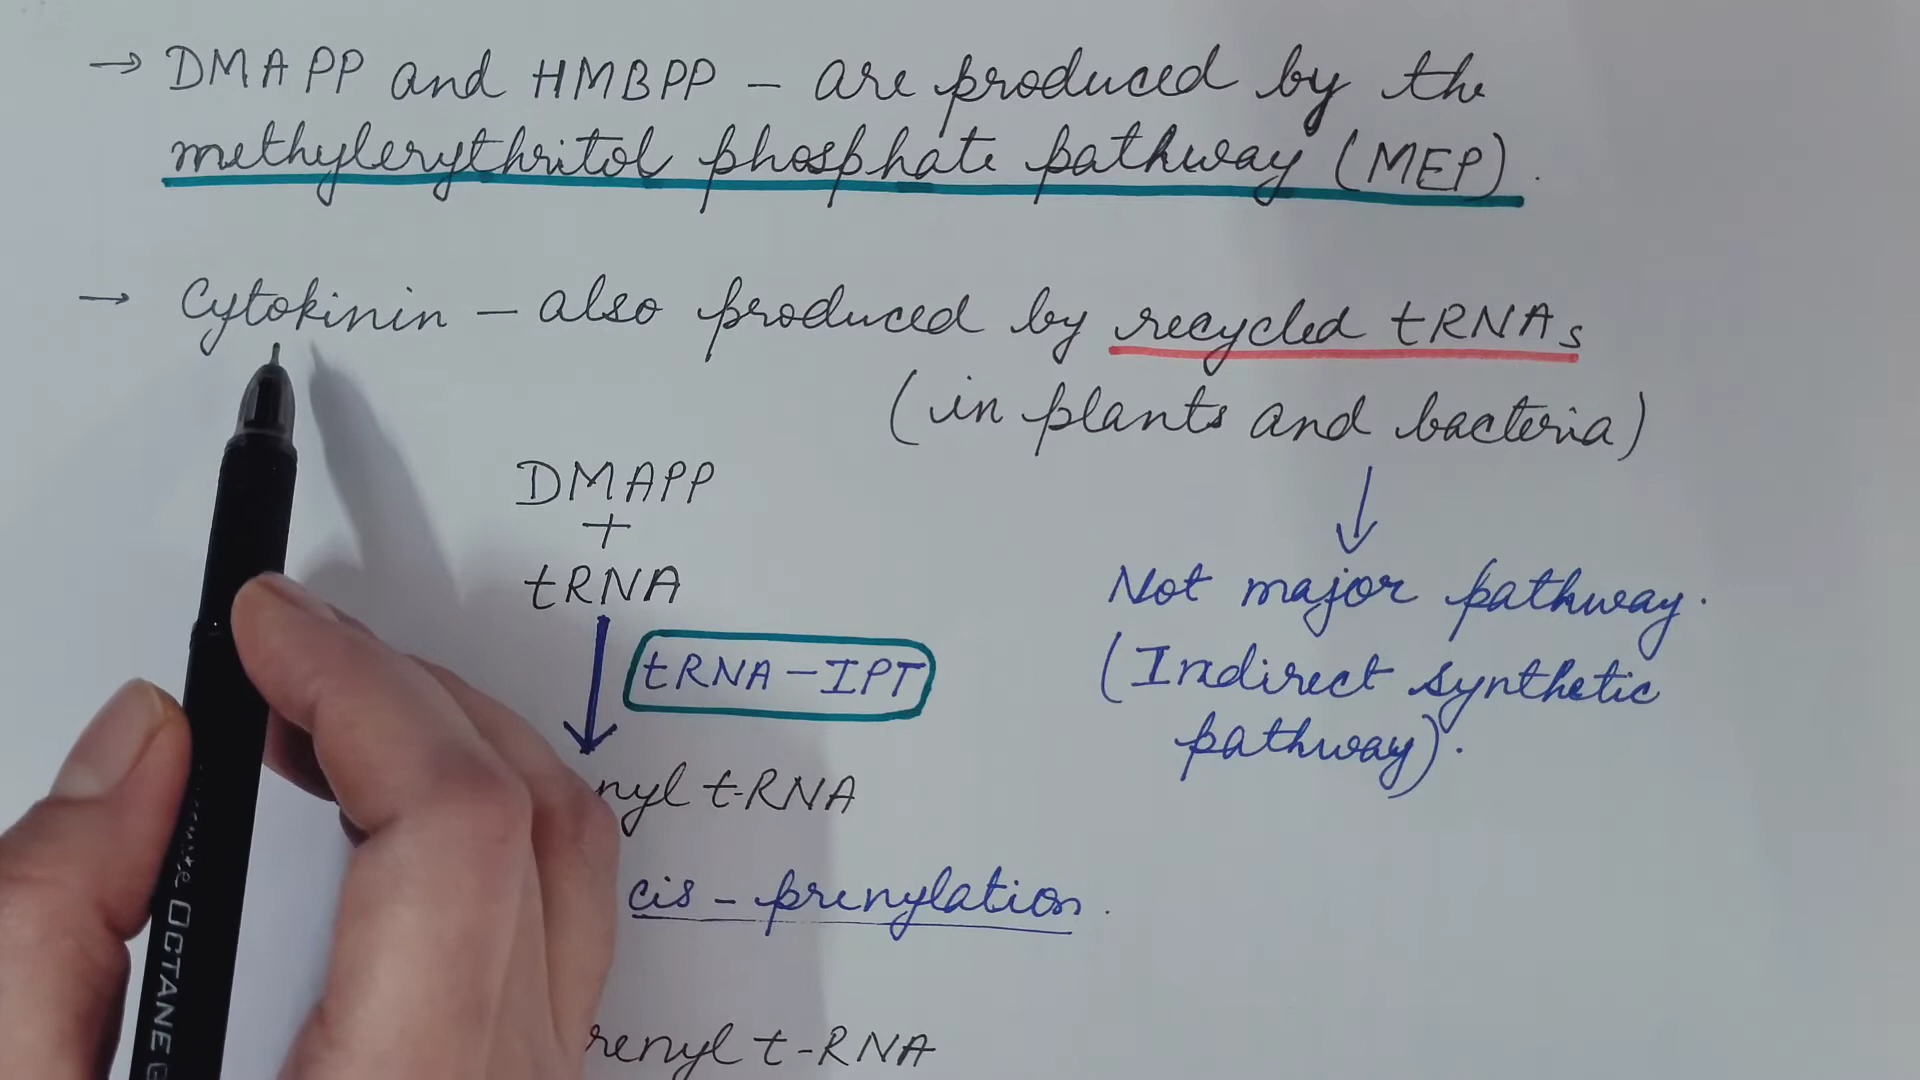 → DMAPP and HMBPP - are produced by the
methylerythritol phosphate pathway (MEP).
→ Cytokinin - also produced by recycled tRNAs
(in plants and bacteria)
DMAPP
+
tRNA
tRNA-IPT
nyl t-RNA
cis-prenylation.
renyl t-RNA
Not major pathway.
(Indirect synthetic
pathway).
OCTANE